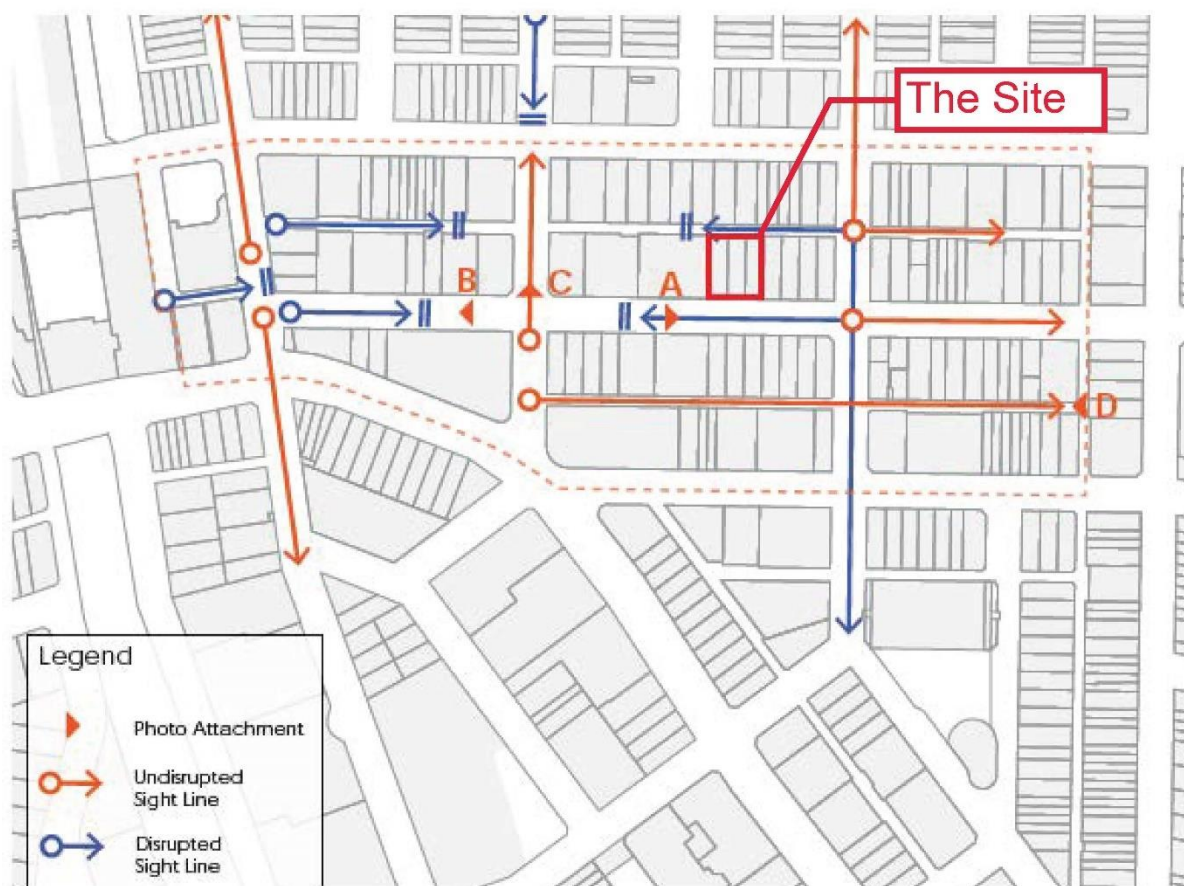 The Site
B
C
A
D
Legend
Photo Attachment
Undisrupted
Sight Line
Disrupted
Sight Line